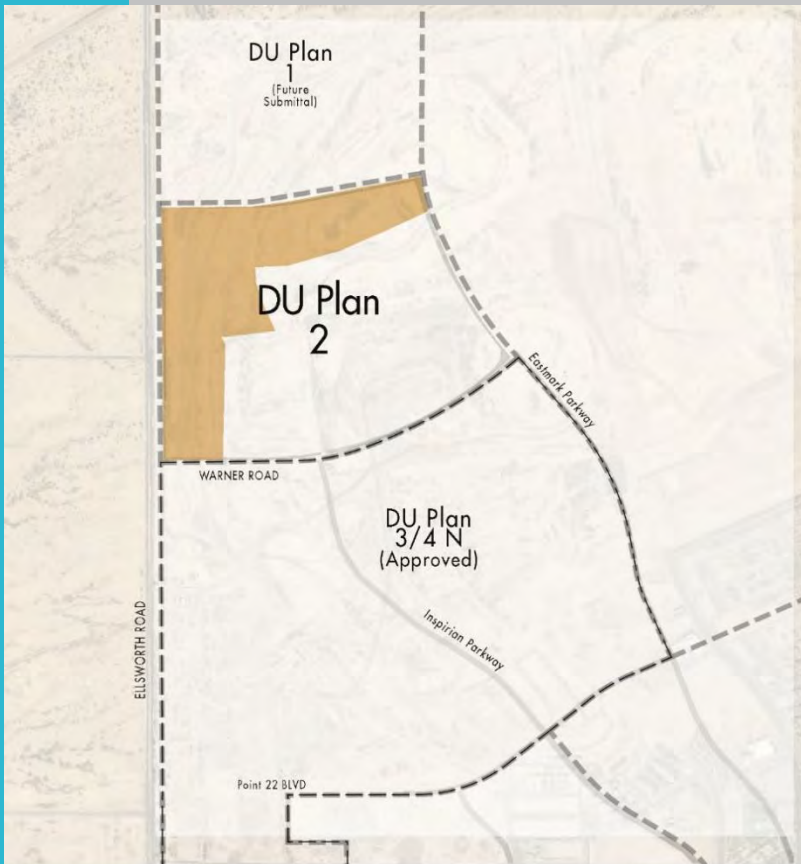 DU Plan
1
(Future
Submittal)
DU Plan
2
Eastmark Parkway
WARNER ROAD
DU Plan
3/4 N
(Approved)
ELLSWORTH ROAD
Inspirian Parkway
Point 22 BLVD